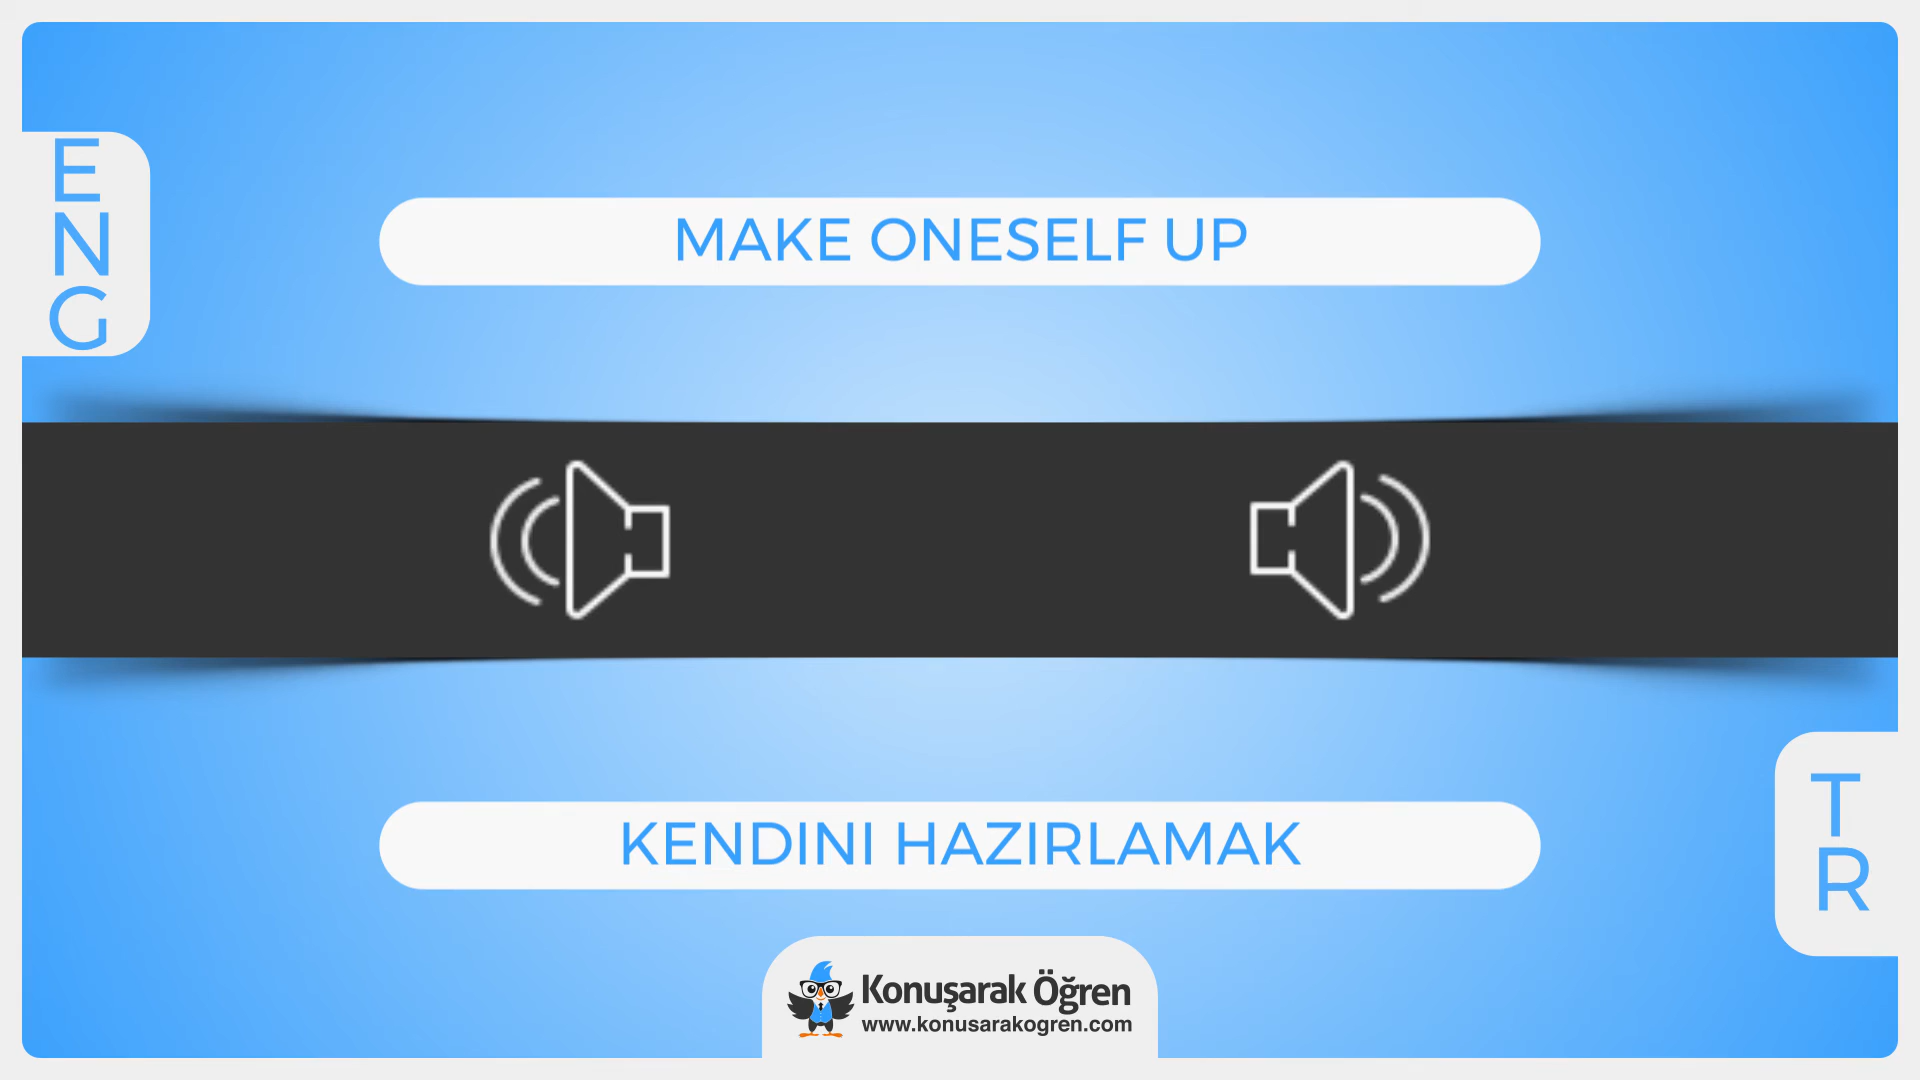 ENG
MAKE ONESELF UP
KENDINI HAZIRLAMAK
TR
Konuşarak Öğren
www.konusarakogren.com